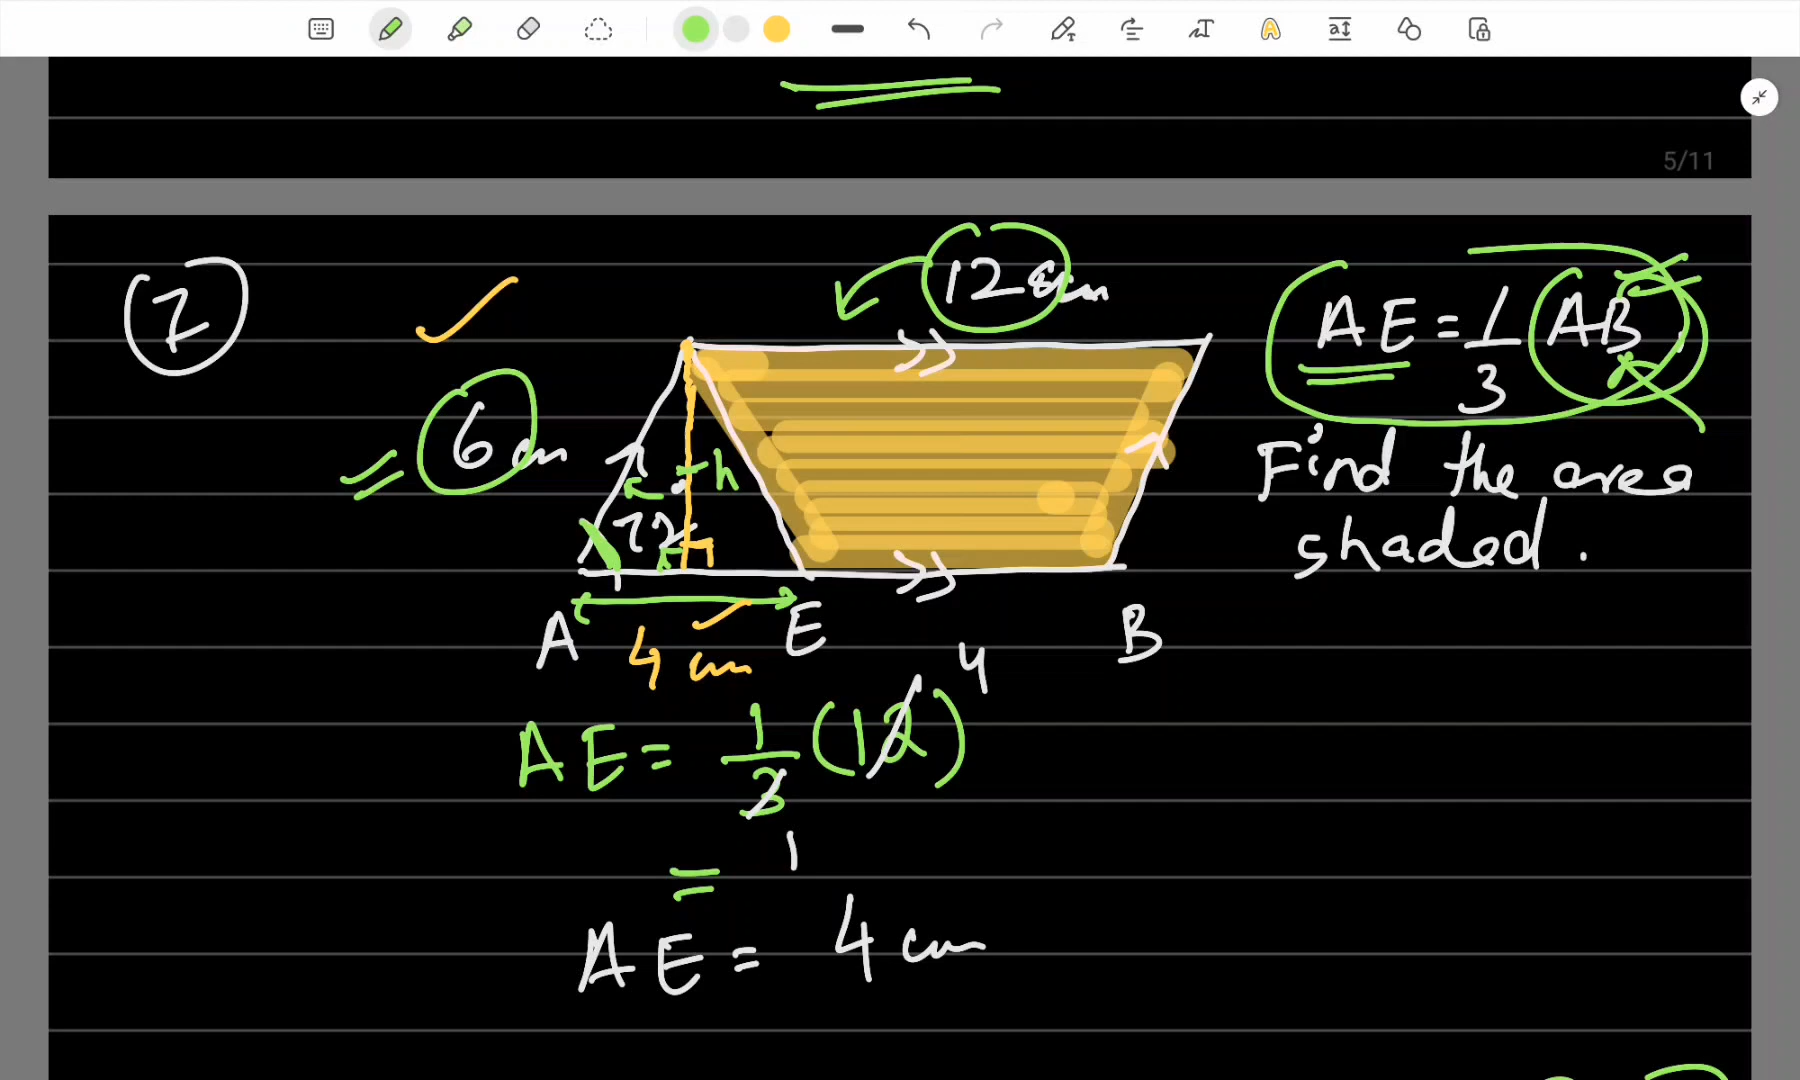 5/11
7
12 cm
AE = 1/3 AB
6 cm
h
72
Find the area
shaded.
A E B
4 cm
4
AE = 1/3 (12)
1
=
AE = 4 cm